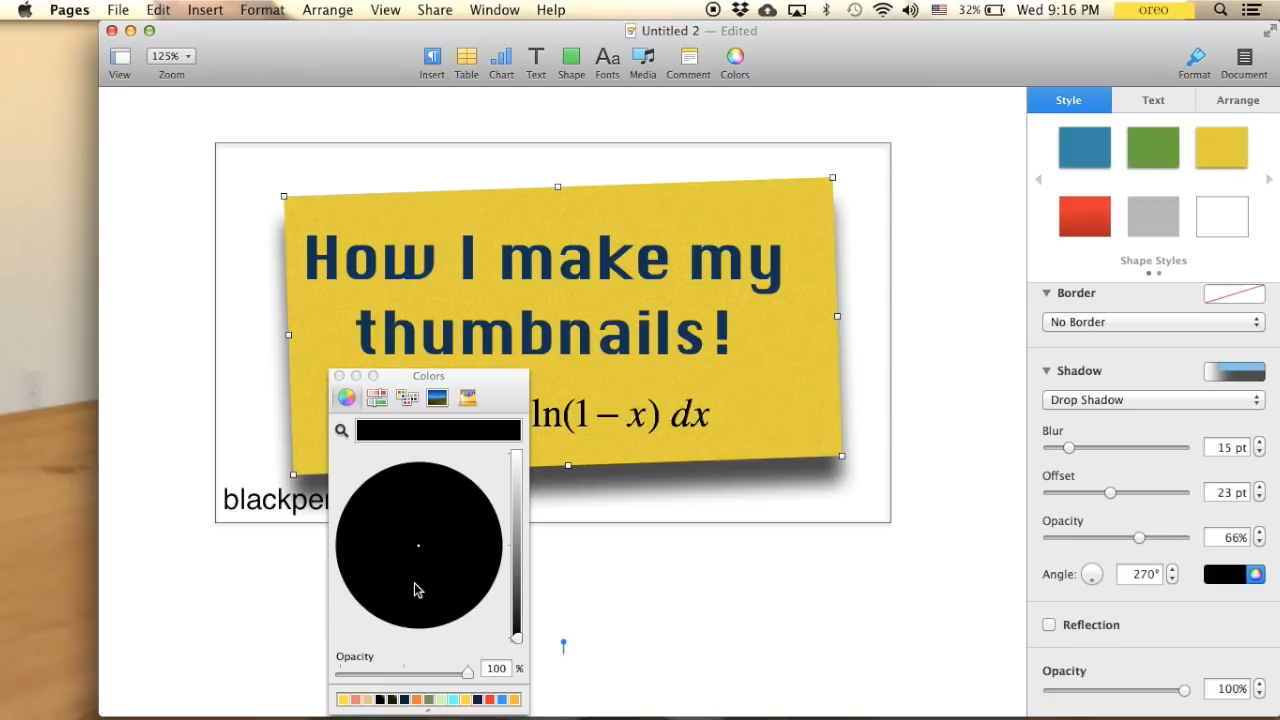 Pages File Edit Insert Format Arrange View Share Window Help 32% Wed 9:16 PM oreo
Untitled 2 — Edited
125%
View Zoom Insert Table Chart Text Shape Fonts Media Comment Colors Format Document
Style Text Arrange
How I make my
thumbnails!
ln(1 − x) dx
blackpe
Colors
Opacity
100 %
Shape Styles
Border
No Border
Shadow
Drop Shadow
Blur
15 pt
Offset
23 pt
Opacity
66%
Angle: 270°
Reflection
Opacity
100%